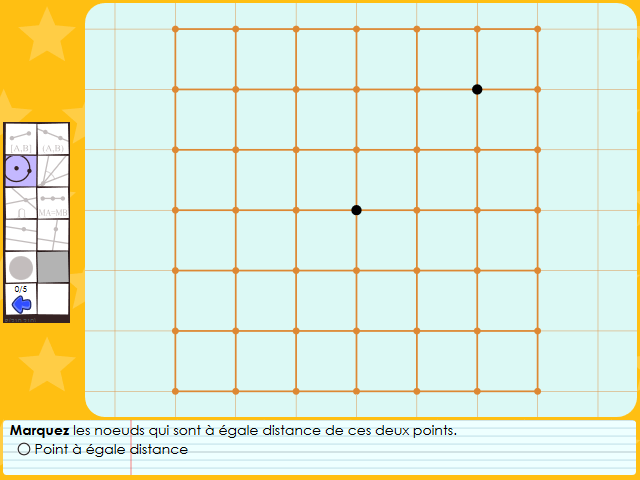 [A,B] (A,B)
MA=MB
0/5
Marquez les noeuds qui sont à égale distance de ces deux points.
Point à égale distance